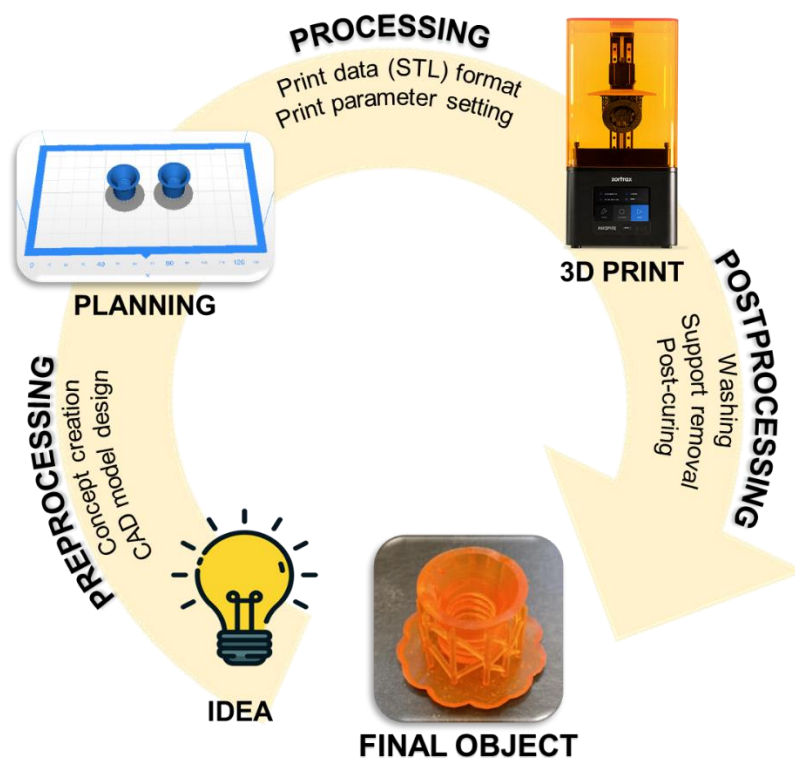 PROCESSING
Print data (STL) format
Print parameter setting
zortrax
3D PRINT
PLANNING
PREPROCESSING
Concept creation
CAD model design
POSTPROCESSING
Washing
Support removal
Post-curing
IDEA
FINAL OBJECT